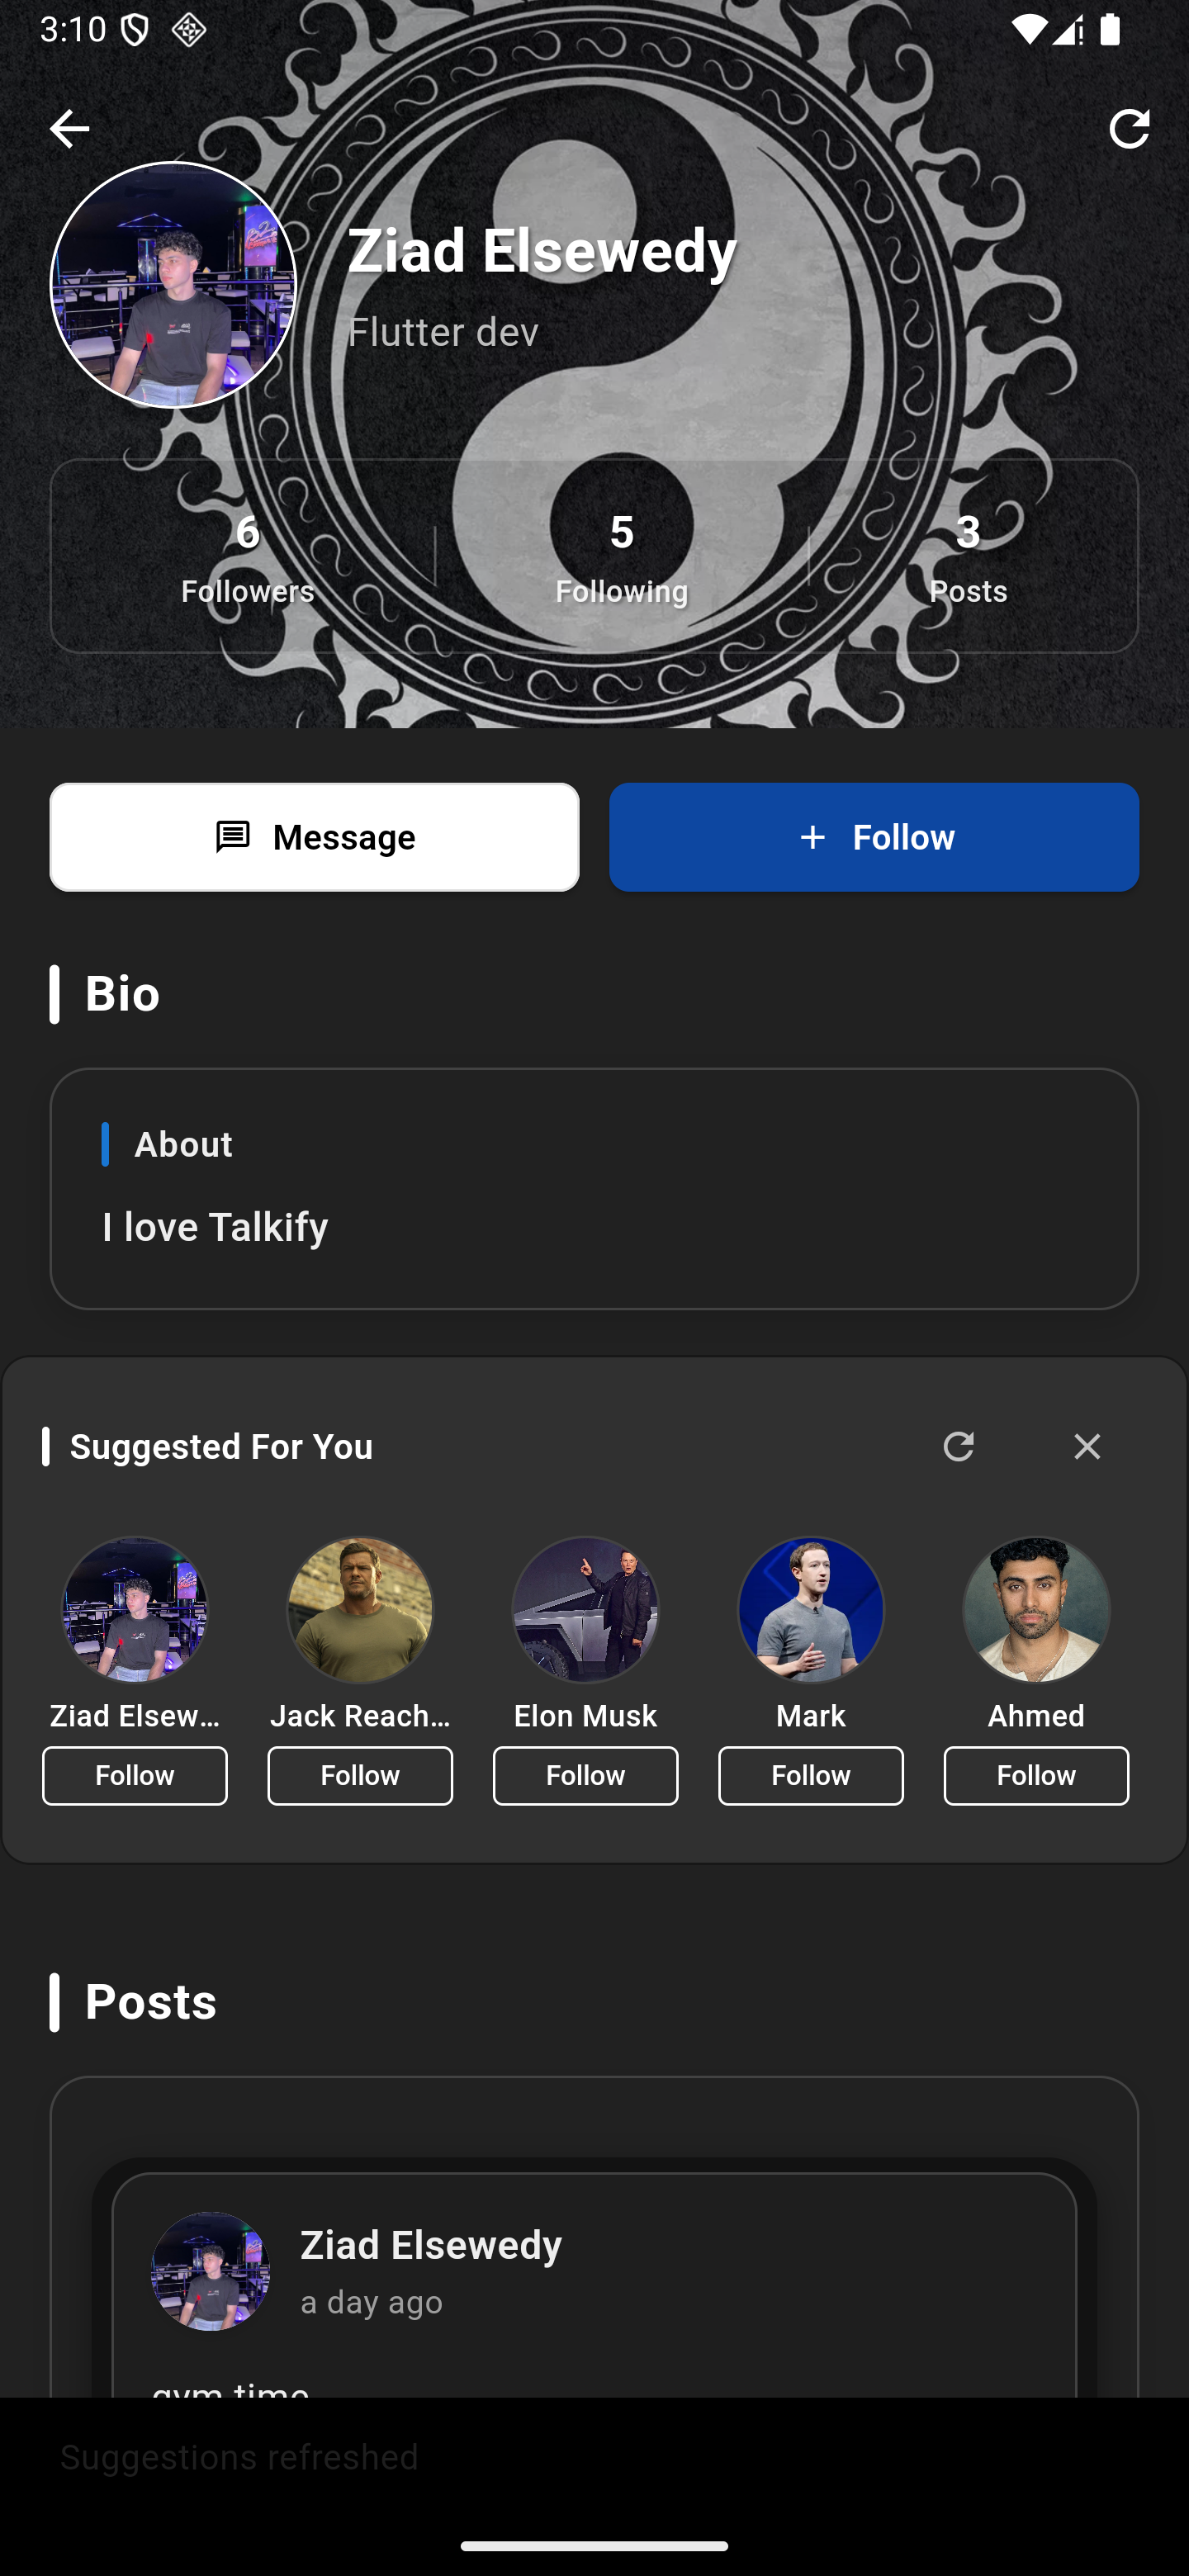 3:10
Ziad Elsewedy
Flutter dev
6 5 3
Followers Following Posts
Message Follow
Bio
About
I love Talkify
Suggested For You
Ziad Elsew... Jack Reach... Elon Musk Mark Ahmed
Follow Follow Follow Follow Follow
Posts
Ziad Elsewedy
a day ago
gym time
Suggestions refreshed